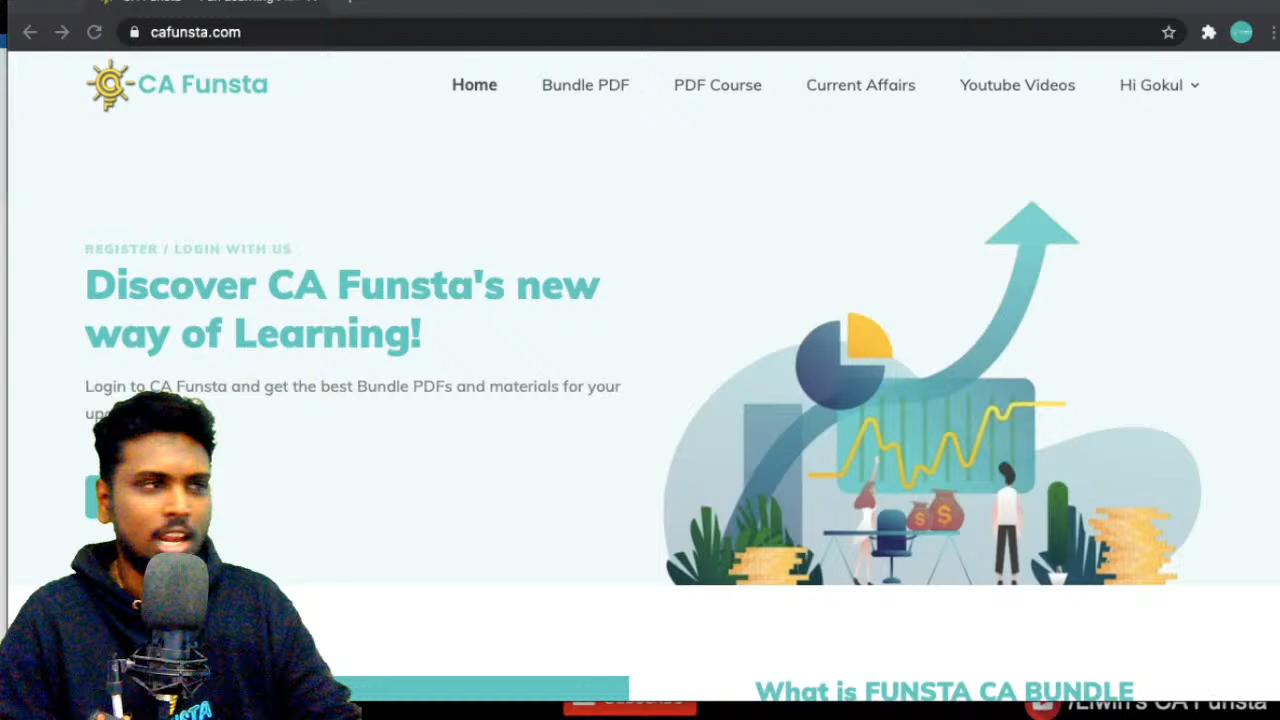 cafunsta.com
CA Funsta
Home
Bundle PDF
PDF Course
Current Affairs
Youtube Videos
Hi Gokul
REGISTER / LOGIN WITH US
Discover CA Funsta's new
way of Learning!
Login to CA Funsta and get the best Bundle PDFs and materials for your
$ $
What is FUNSTA CA BUNDLE
CA Funsta